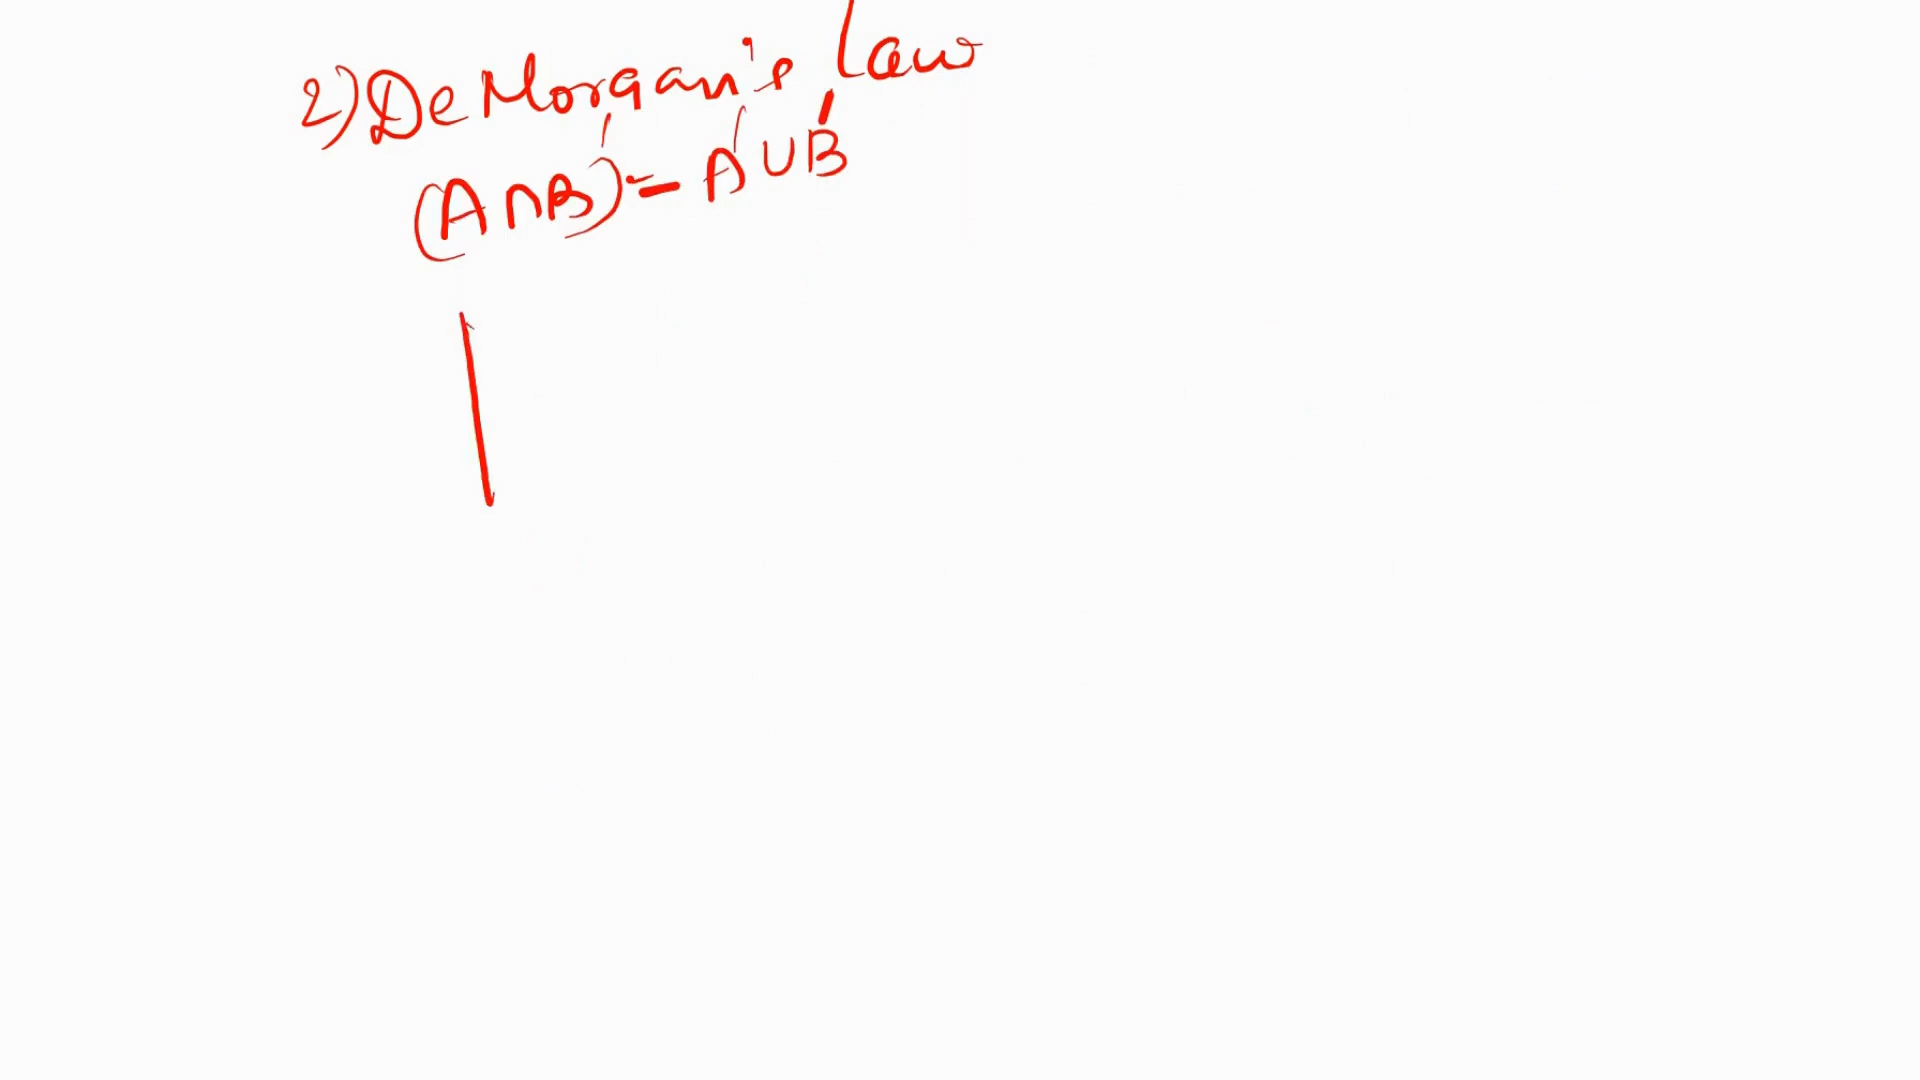 2) De Morgan's Law
(A∩B)' = A' ∪ B'